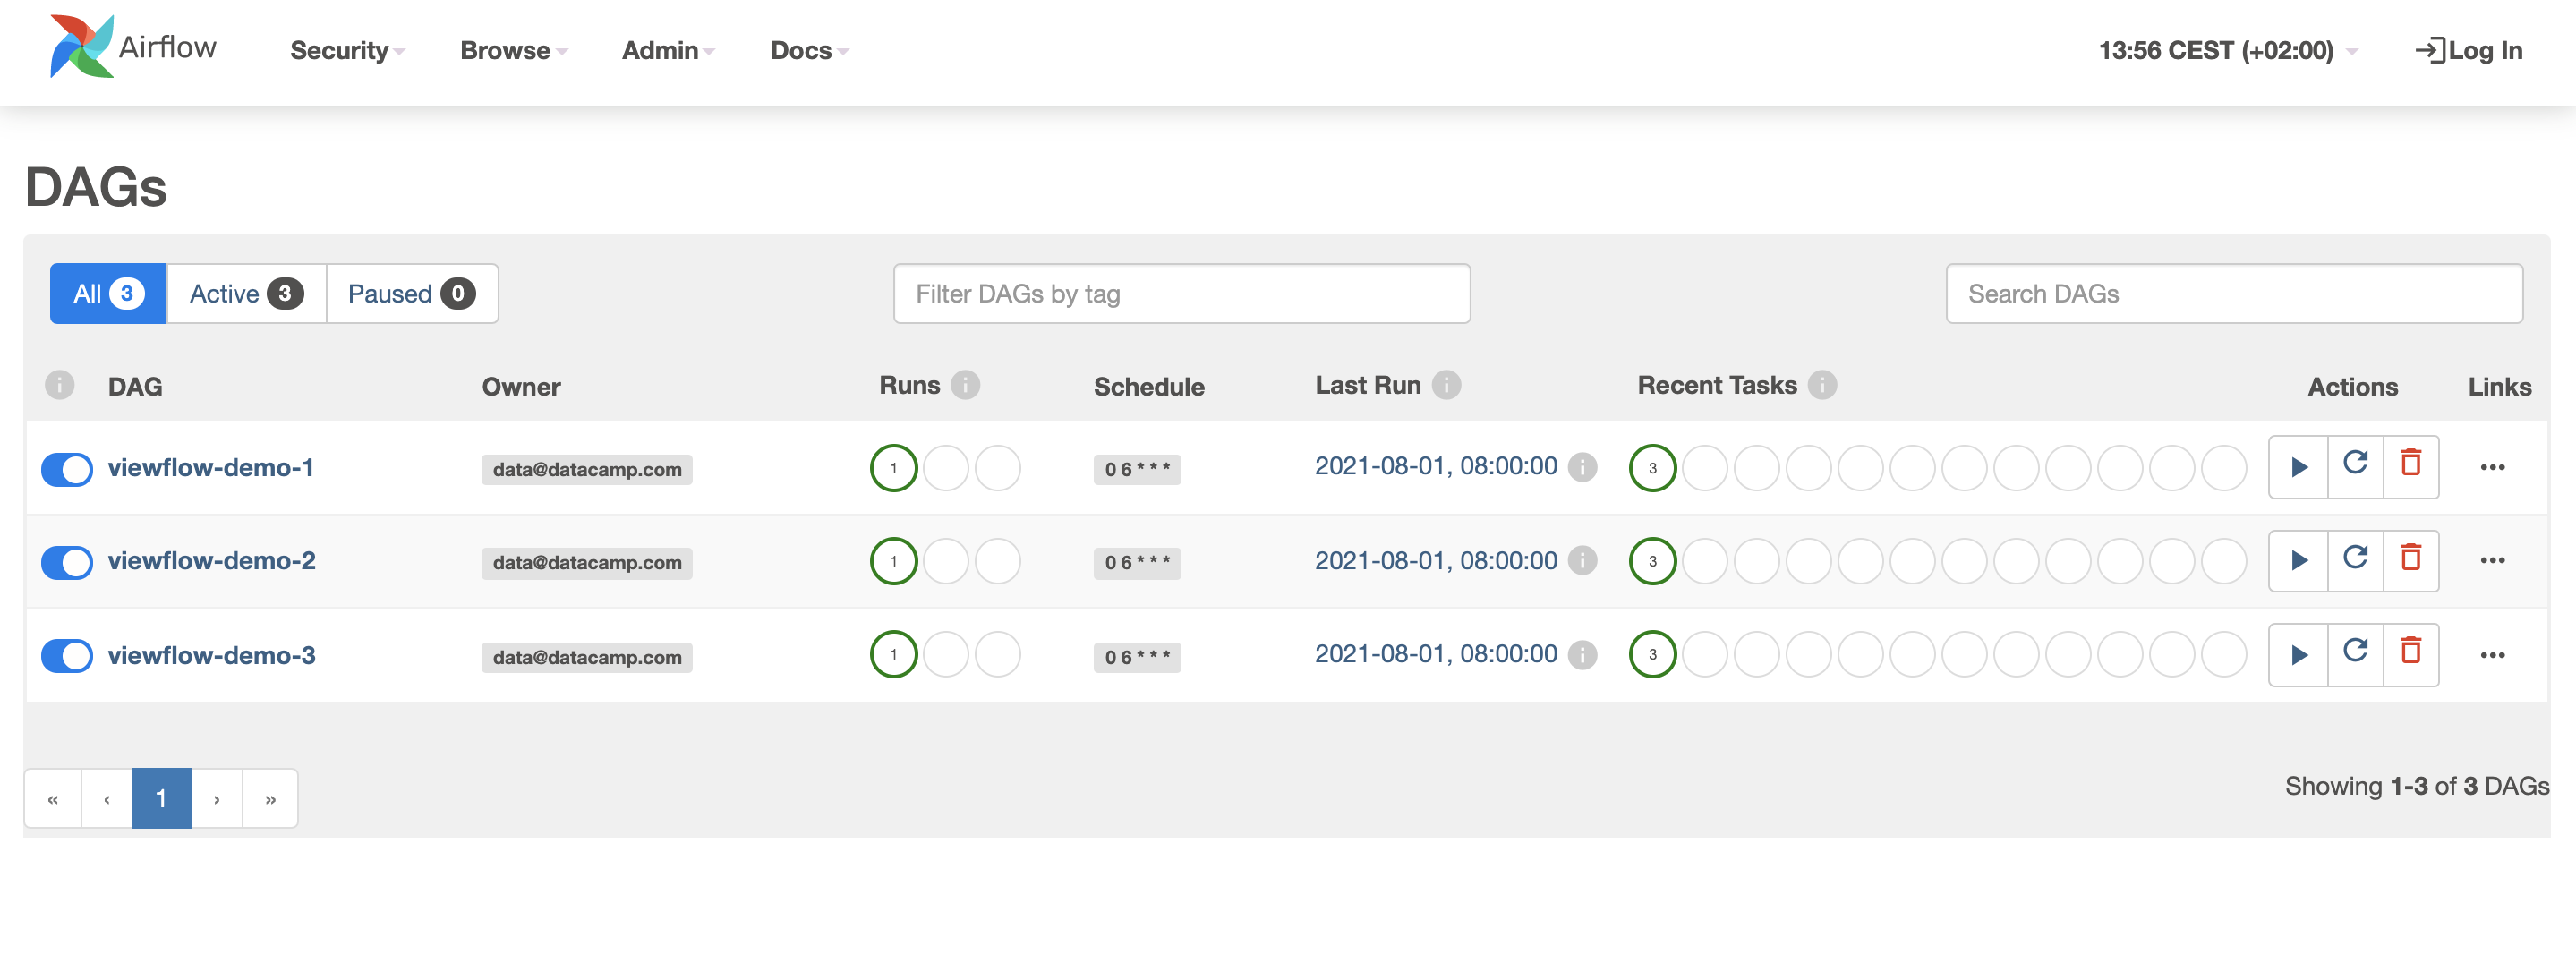 Airflow Security Browse Admin Docs 13:56 CEST (+02:00) Log In
DAGs
All 3 Active 3 Paused 0 Filter DAGs by tag Search DAGs
i DAG Owner Runs i Schedule Last Run i Recent Tasks i Actions Links
viewflow-demo-1 data@datacamp.com 1 0 6 * * * 2021-08-01, 08:00:00 i 3 ...
viewflow-demo-2 data@datacamp.com 1 0 6 * * * 2021-08-01, 08:00:00 i 3 ...
viewflow-demo-3 data@datacamp.com 1 0 6 * * * 2021-08-01, 08:00:00 i 3 ...
« ‹ 1 › » Showing 1-3 of 3 DAGs